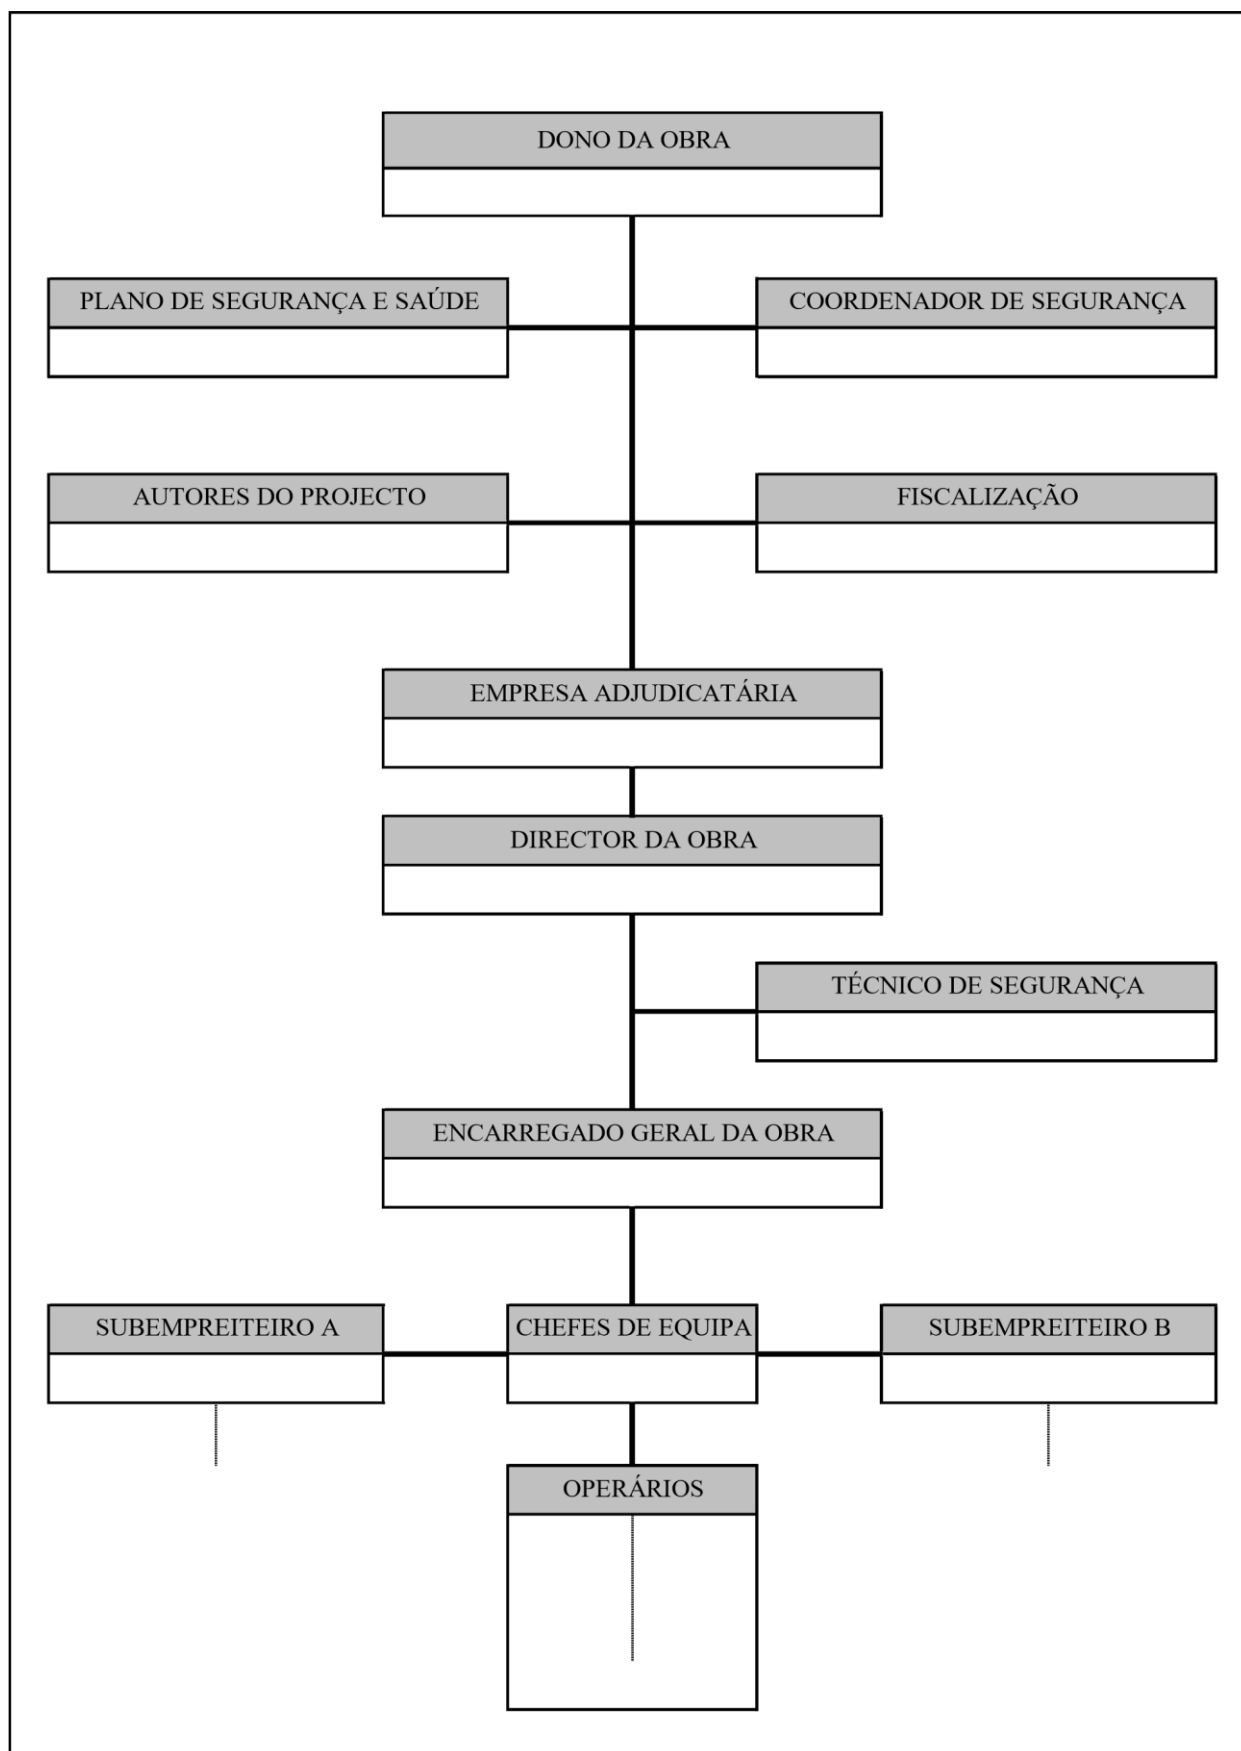 DONO DA OBRA
PLANO DE SEGURANÇA E SAÚDE
COORDENADOR DE SEGURANÇA
AUTORES DO PROJECTO
FISCALIZAÇÃO
EMPRESA ADJUDICATÁRIA
DIRECTOR DA OBRA
TÉCNICO DE SEGURANÇA
ENCARREGADO GERAL DA OBRA
SUBEMPREITEIRO A
CHEFES DE EQUIPA
SUBEMPREITEIRO B
OPERÁRIOS